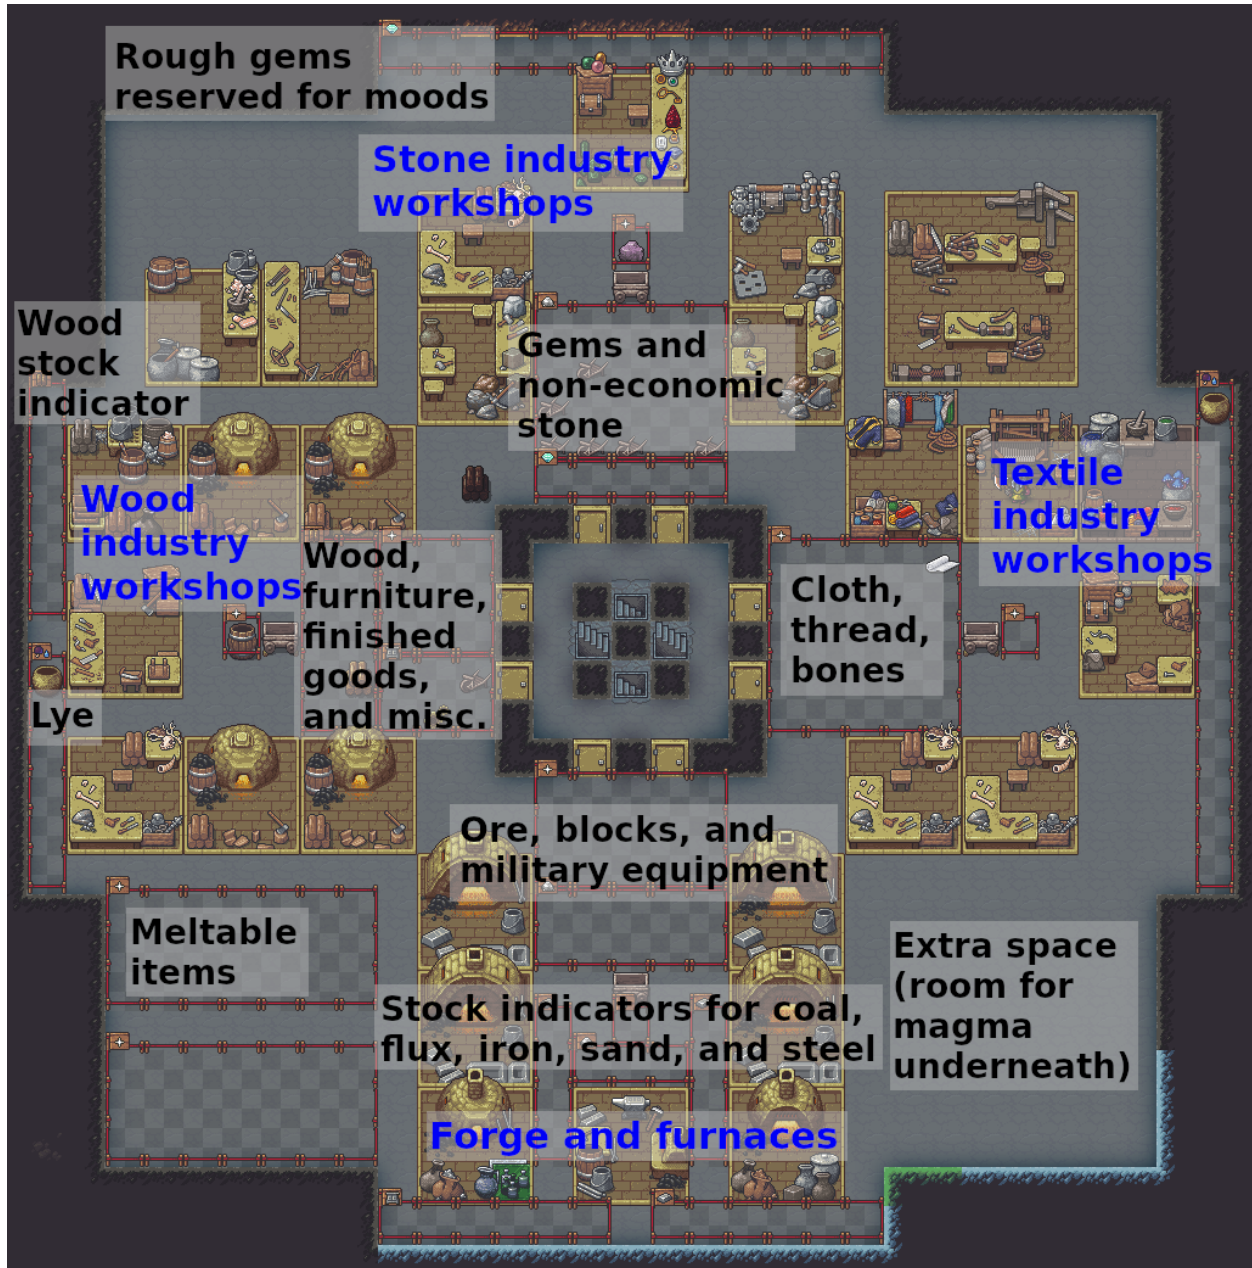 Rough gems
reserved for moods
Stone industry
workshops
Wood
stock
indicator
Gems and
non-economic
stone
Wood
industry
workshops
Textile
industry
workshops
Wood,
furniture,
finished
goods,
and misc.
Cloth,
thread,
bones
Lye
Ore, blocks, and
military equipment
Meltable
items
Extra space
(room for
magma
underneath)
Stock indicators for coal,
flux, iron, sand, and steel
Forge and furnaces